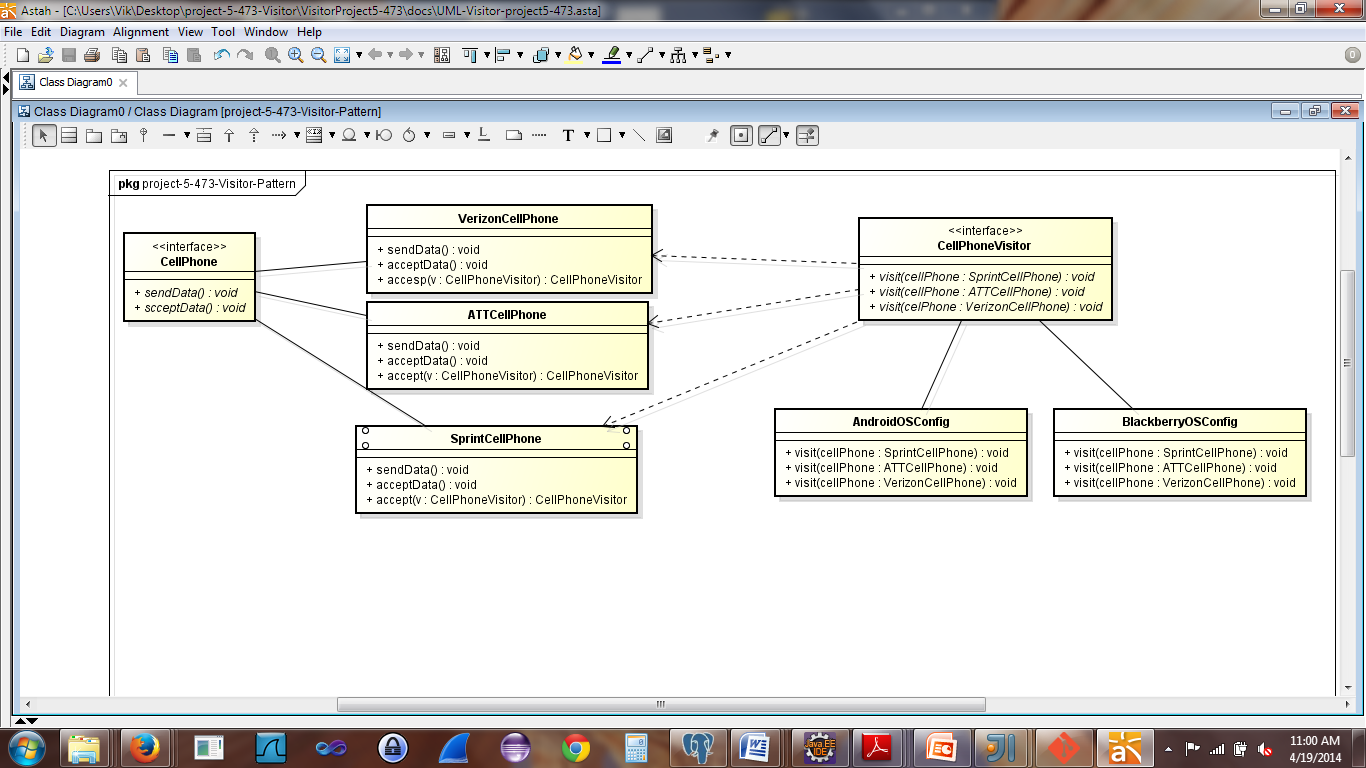 Astah - [C:\Users\Vik\Desktop\project-5-473-Visitor\VisitorProject5-473\docs\UML-Visitor-project5-473.asta]
File Edit Diagram Alignment View Tool Window Help
0
Class Diagram0
Class Diagram0 / Class Diagram [project-5-473-Visitor-Pattern]
T
pkg project-5-473-Visitor-Pattern
<<interface>>
CellPhone
+ sendData() : void
+ scceptData() : void
VerizonCellPhone
+ sendData() : void
+ acceptData() : void
+ accesp(v : CellPhoneVisitor) : CellPhoneVisitor
ATTCellPhone
+ sendData() : void
+ acceptData() : void
+ accept(v : CellPhoneVisitor) : CellPhoneVisitor
SprintCellPhone
+ sendData() : void
+ acceptData() : void
+ accept(v : CellPhoneVisitor) : CellPhoneVisitor
<<interface>>
CellPhoneVisitor
+ visit(cellPhone : SprintCellPhone) : void
+ visit(cellPhone : ATTCellPhone) : void
+ visit(celPhone : VerizonCellPhone) : void
AndroidOSConfig
+ visit(cellPhone : SprintCellPhone) : void
+ visit(cellPhone : ATTCellPhone) : void
+ visit(cellPhone : VerizonCellPhone) : void
BlackberryOSConfig
+ visit(cellPhone : SprintCellPhone) : void
+ visit(cellPhone : ATTCellPhone) : void
+ visit(cellPhone : VerizonCellPhone) : void
Java EE
IDE
11:00 AM
4/19/2014